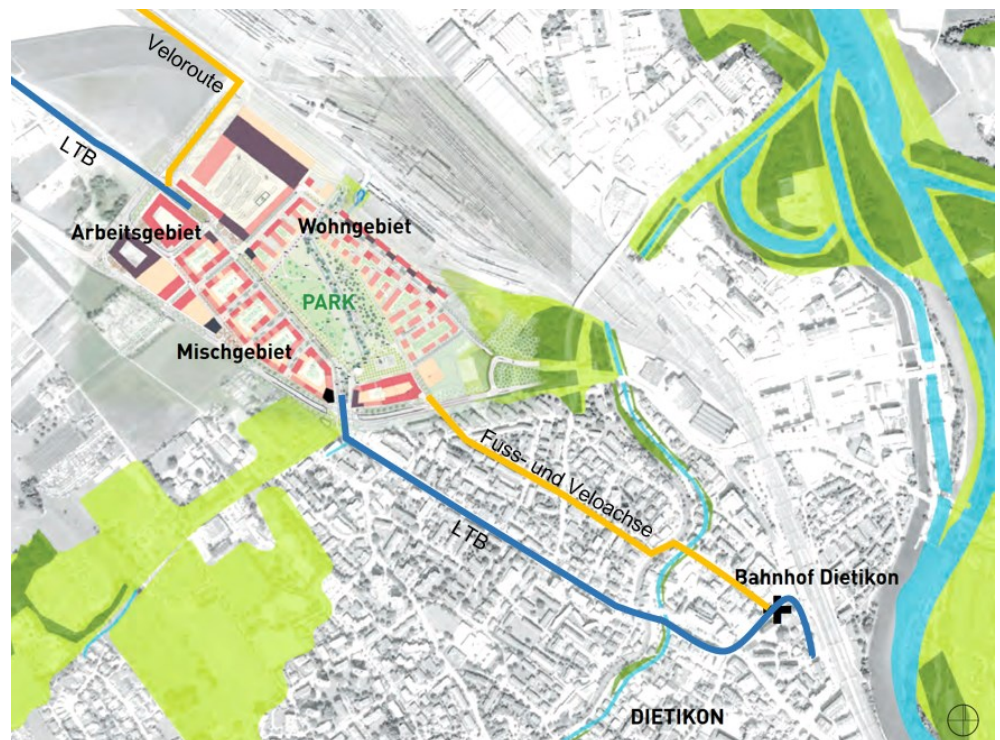 Veloroute
LTB
Arbeitsgebiet
Wohngebiet
PARK
Mischgebiet
Fuss- und Veloachse
LTB
Bahnhof Dietikon
DIETIKON